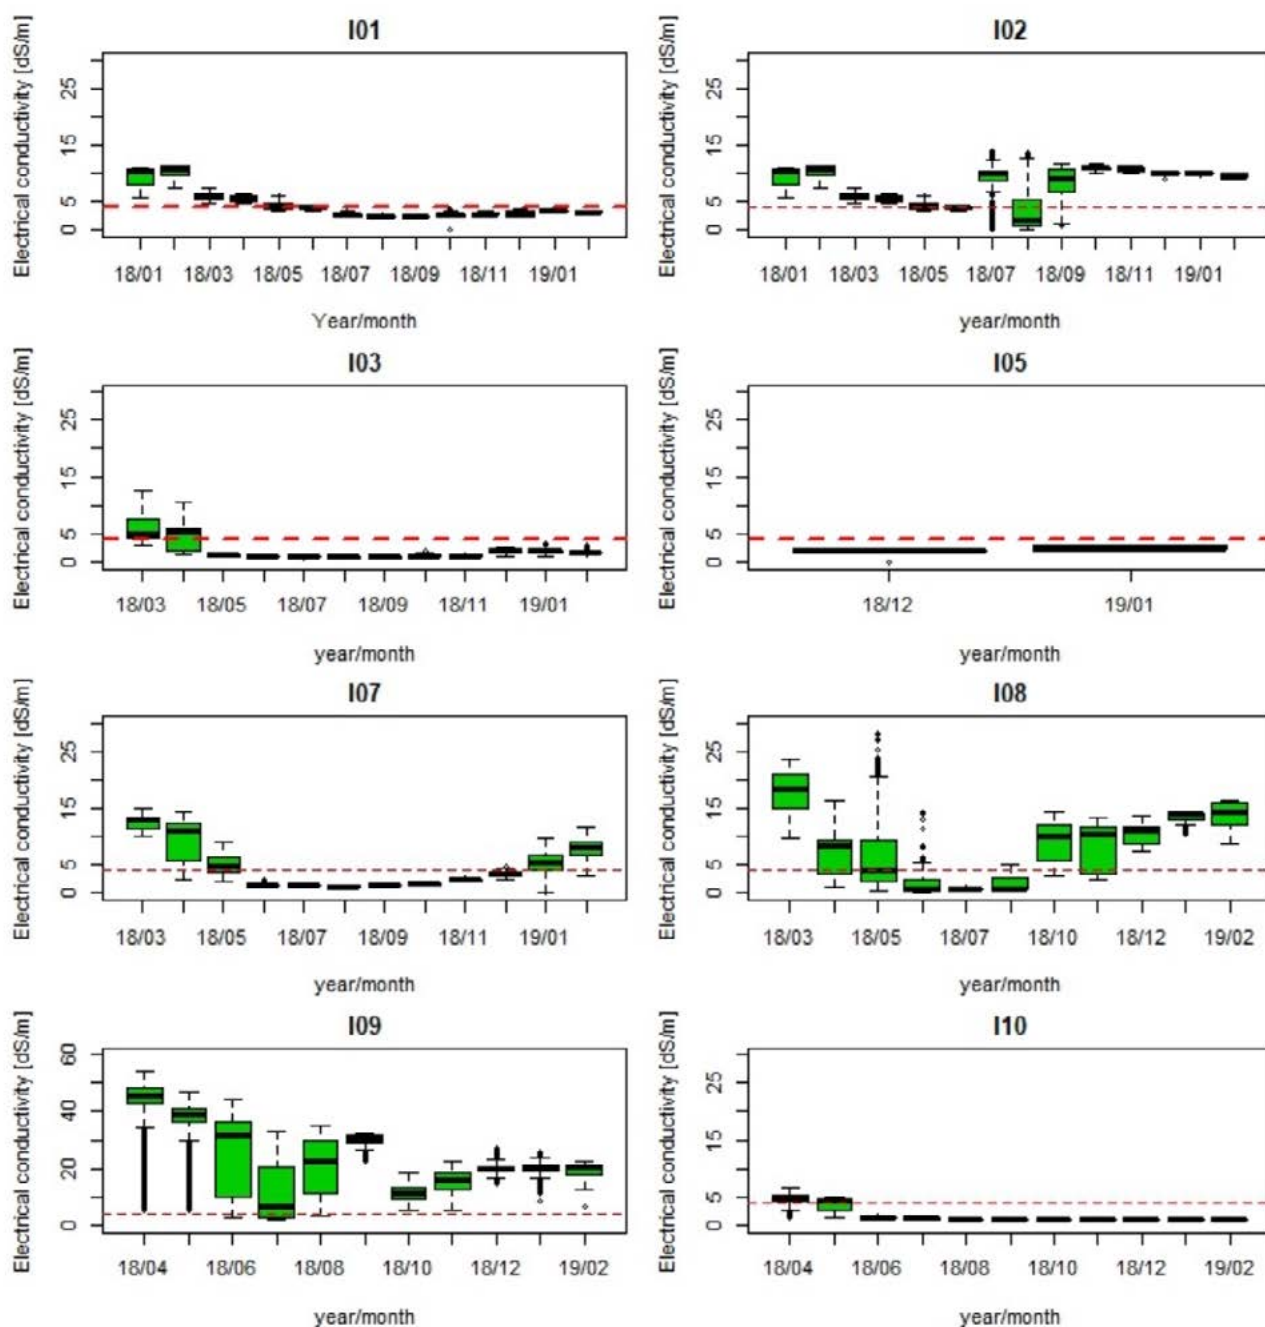 I01
Electrical conductivity [dS/m]
25
15
5
0
18/01 18/03 18/05 18/07 18/09 18/11 19/01
Year/month
I02
Electrical conductivity [dS/m]
25
15
5
0
18/01 18/03 18/05 18/07 18/09 18/11 19/01
year/month
I03
Electrical conductivity [dS/m]
25
15
5
0
18/03 18/05 18/07 18/09 18/11 19/01
year/month
I05
Electrical conductivity [dS/m]
25
15
5
0
18/12 19/01
year/month
I07
Electrical conductivity [dS/m]
25
15
5
0
18/03 18/05 18/07 18/09 18/11 19/01
year/month
I08
Electrical conductivity [dS/m]
25
15
5
0
18/03 18/05 18/07 18/10 18/12 19/02
year/month
I09
Electrical conductivity [dS/m]
60
40
20
0
18/04 18/06 18/08 18/10 18/12 19/02
year/month
I10
Electrical conductivity [dS/m]
25
15
5
0
18/04 18/06 18/08 18/10 18/12 19/02
year/month